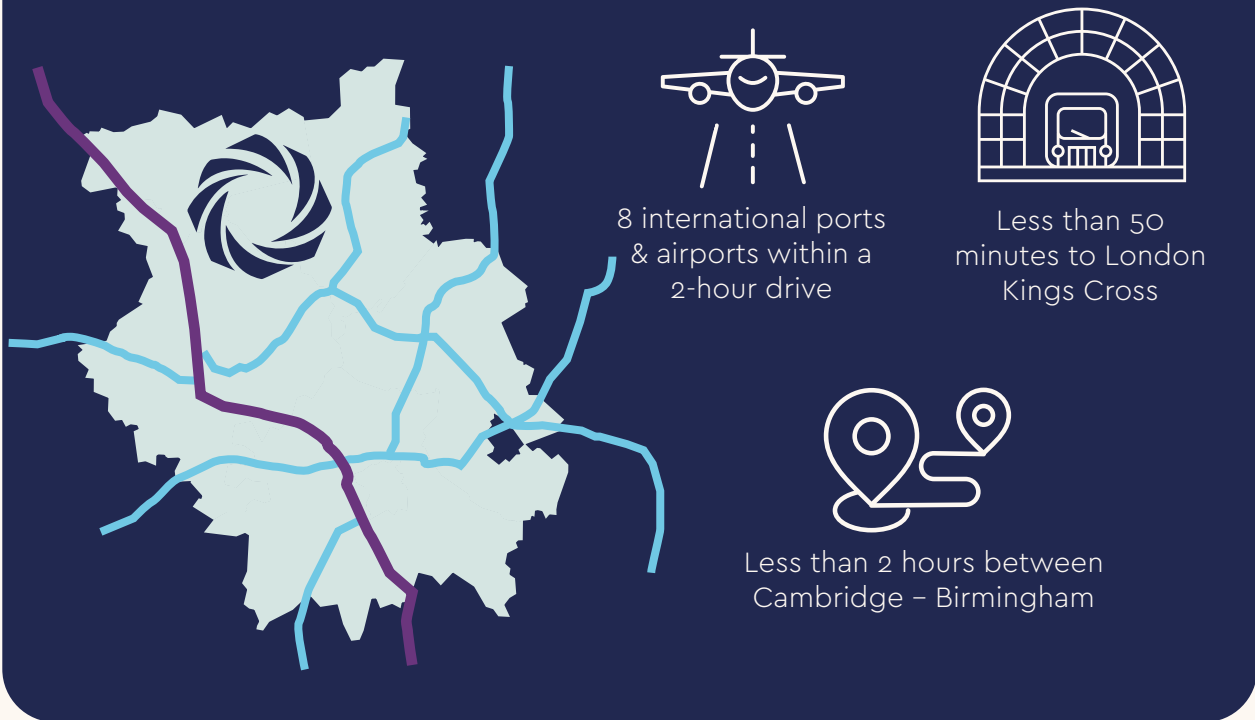 8 international ports
& airports within a
2-hour drive
Less than 50
minutes to London
Kings Cross
Less than 2 hours between
Cambridge – Birmingham